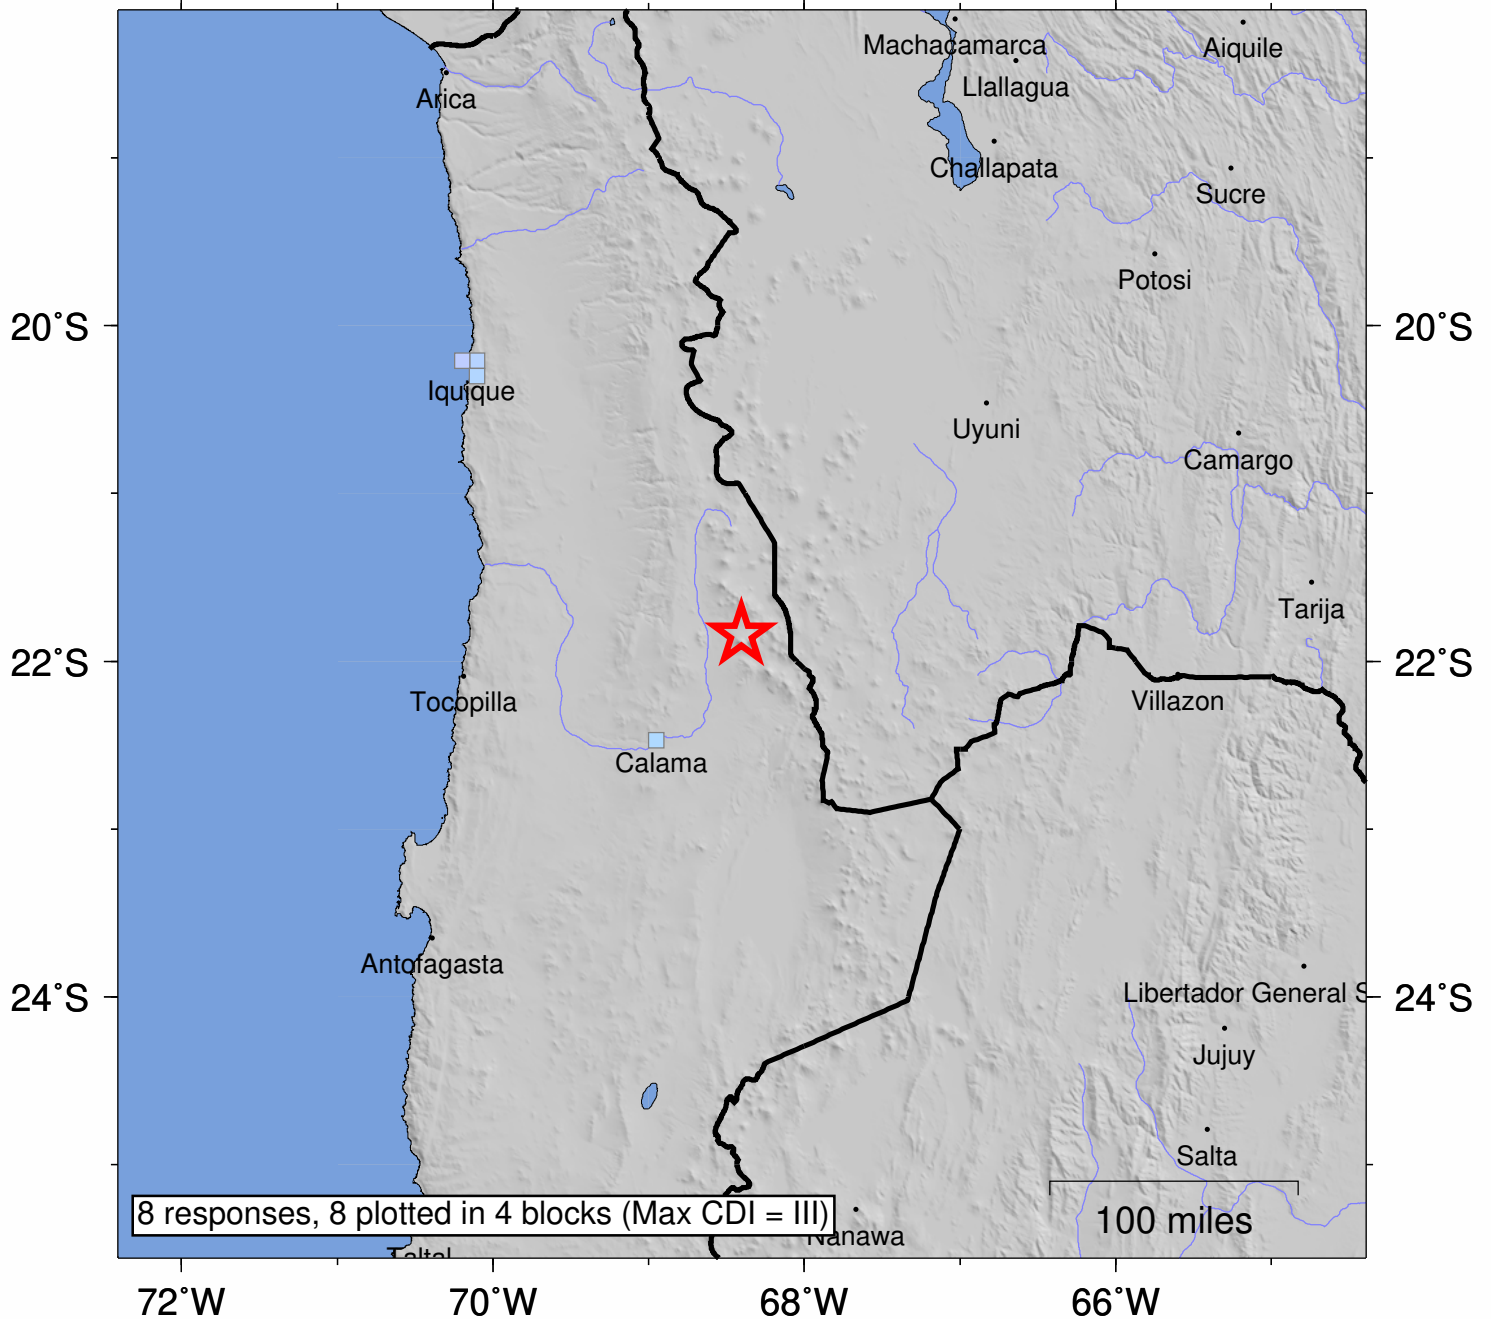 Machacamarca
Aiquile
Llallagua
Arica
Challapata
Sucre
Potosi
20°S
20°S
Iquique
Uyuni
Camargo
Tarija
22°S
22°S
Tocopilla
Villazon
Calama
Antofagasta
24°S
24°S
Libertador General S
Jujuy
Salta
8 responses, 8 plotted in 4 blocks (Max CDI = III)
100 miles
Nanawa
Taltal
72°W
70°W
68°W
66°W